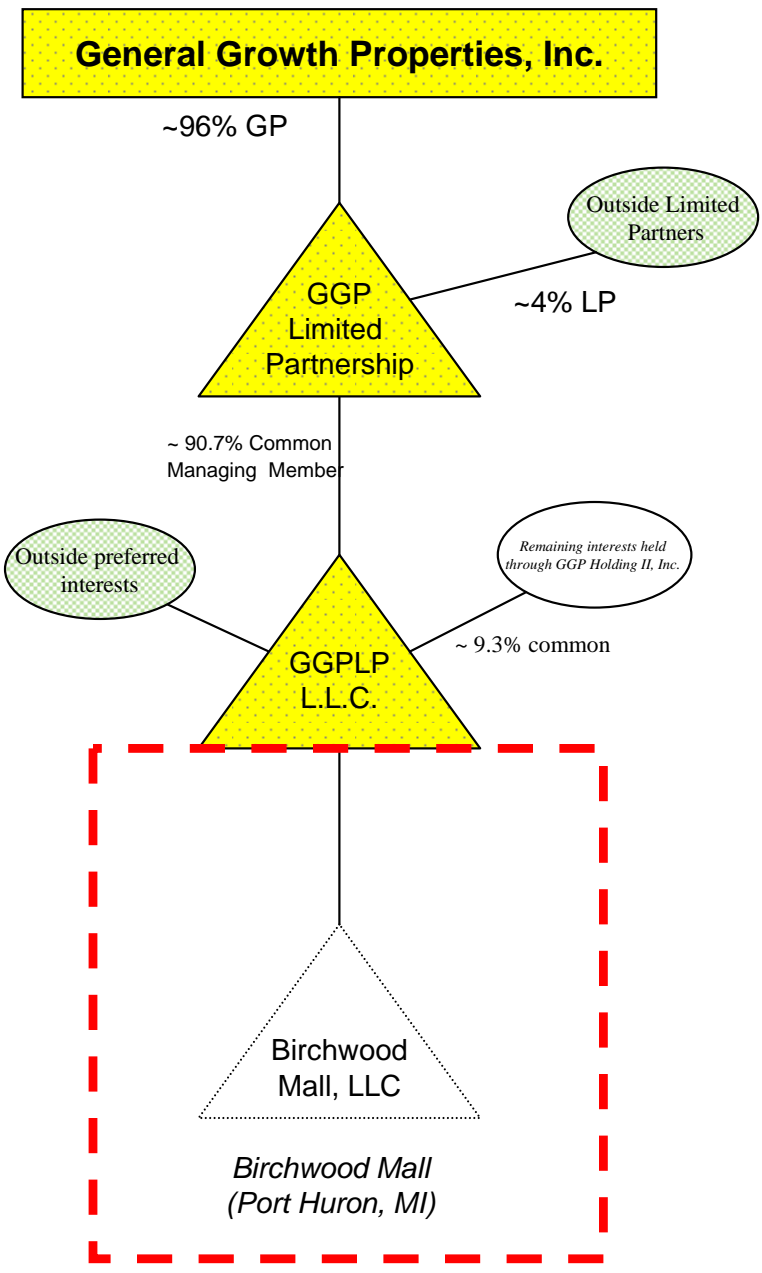 General Growth Properties, Inc.
~96% GP
Outside Limited
Partners
GGP
Limited
Partnership
~4% LP
~ 90.7% Common
Managing Member
Outside preferred
interests
Remaining interests held
through GGP Holding II, Inc.
~ 9.3% common
GGPLP
L.L.C.
Birchwood
Mall, LLC
Birchwood Mall
(Port Huron, MI)